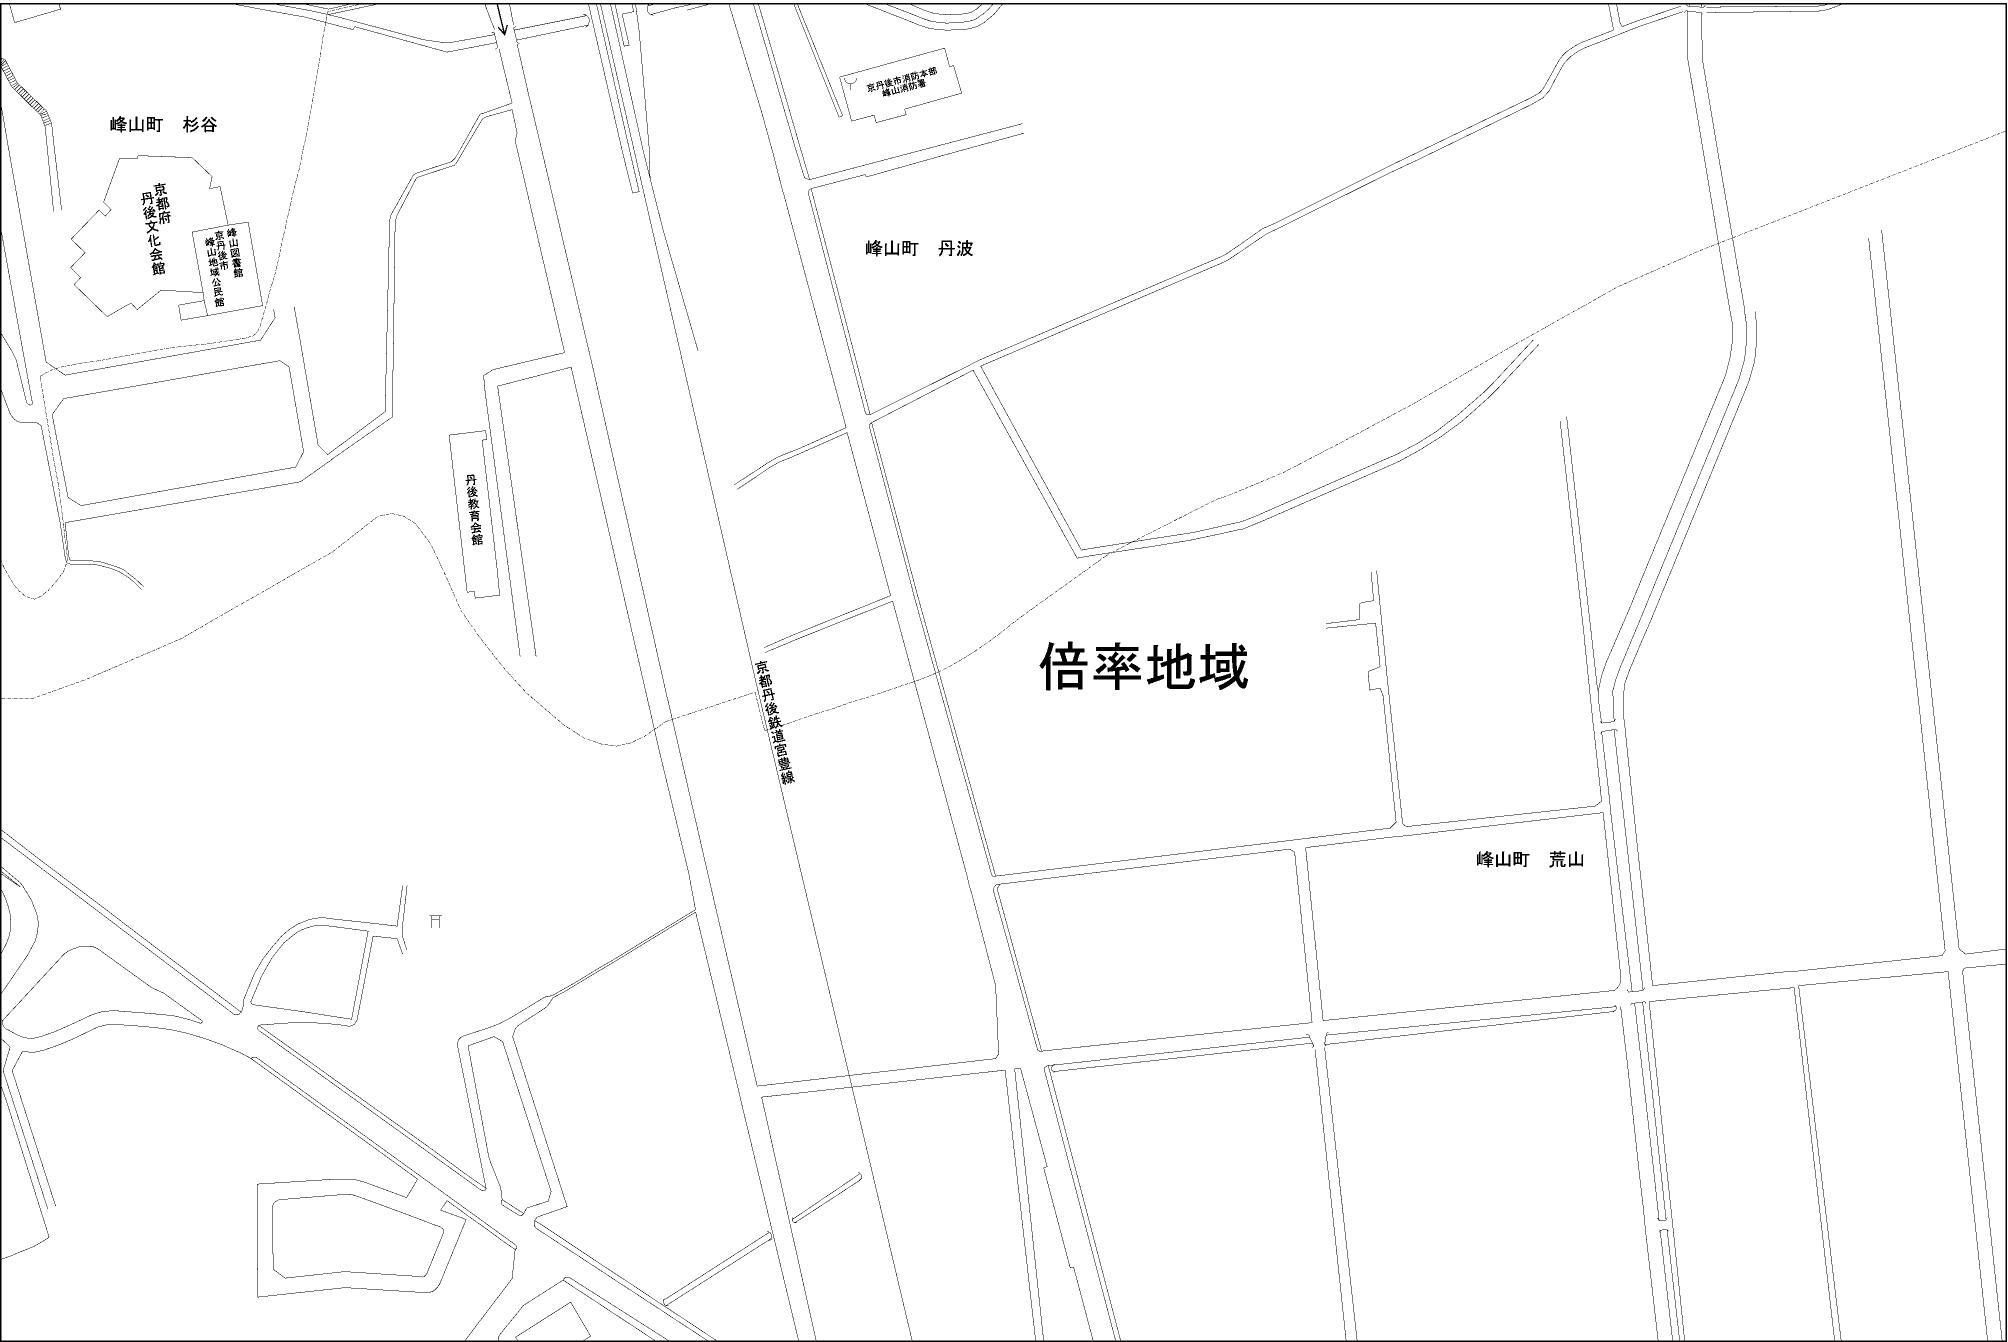 京丹後市消防本部
峰山消防署
峰山町　杉谷
京都府
丹後文化会館
峰山図書館
京丹後市
峰山地域公民館
峰山町　丹波
丹後教育会館
倍率地域
京都丹後鉄道宮豊線
峰山町　荒山